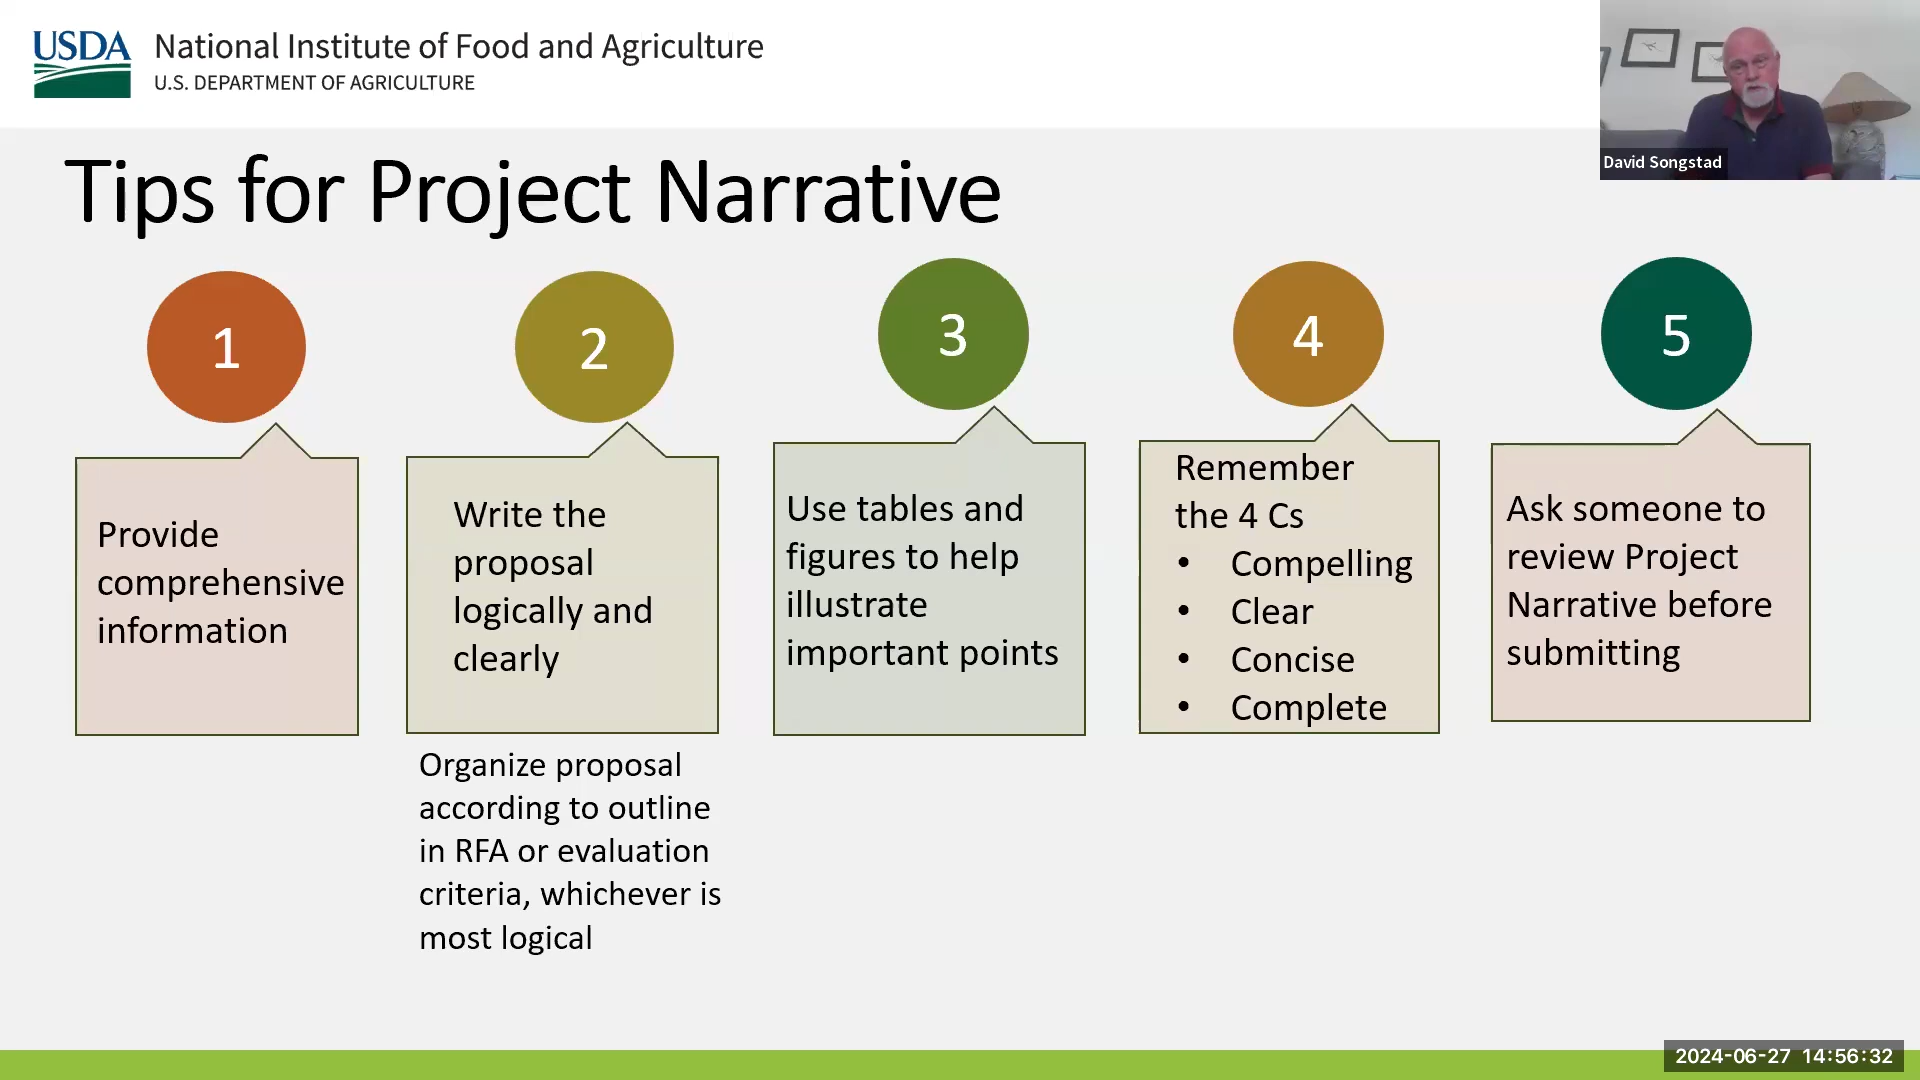 USDA
National Institute of Food and Agriculture
U.S. DEPARTMENT OF AGRICULTURE
David Songstad
Tips for Project Narrative
1
Provide
comprehensive
information
2
Write the
proposal
logically and
clearly
Organize proposal
according to outline
in RFA or evaluation
criteria, whichever is
most logical
3
Use tables and
figures to help
illustrate
important points
4
Remember
the 4 Cs
• Compelling
• Clear
• Concise
• Complete
5
Ask someone to
review Project
Narrative before
submitting
2024-06-27 14:56:32